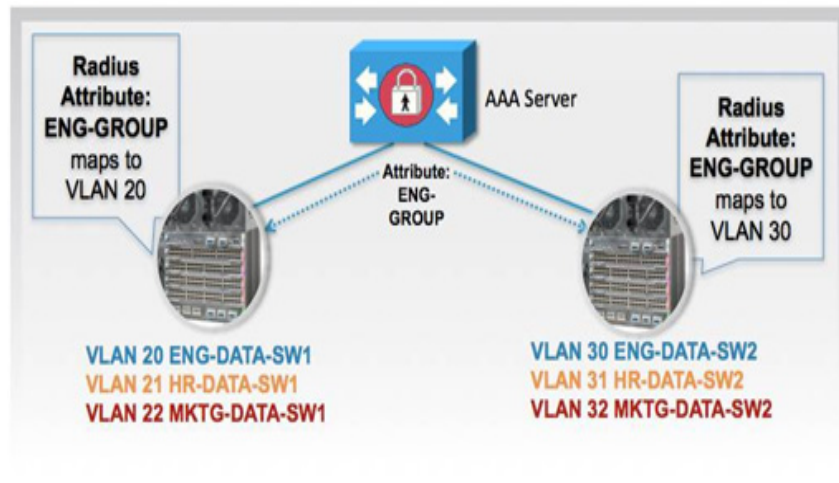 Radius
Attribute:
ENG-GROUP
maps to
VLAN 20
AAA Server
Radius
Attribute:
ENG-GROUP
maps to
VLAN 30
Attribute:
ENG-
GROUP
VLAN 20 ENG-DATA-SW1
VLAN 21 HR-DATA-SW1
VLAN 22 MKTG-DATA-SW1
VLAN 30 ENG-DATA-SW2
VLAN 31 HR-DATA-SW2
VLAN 32 MKTG-DATA-SW2